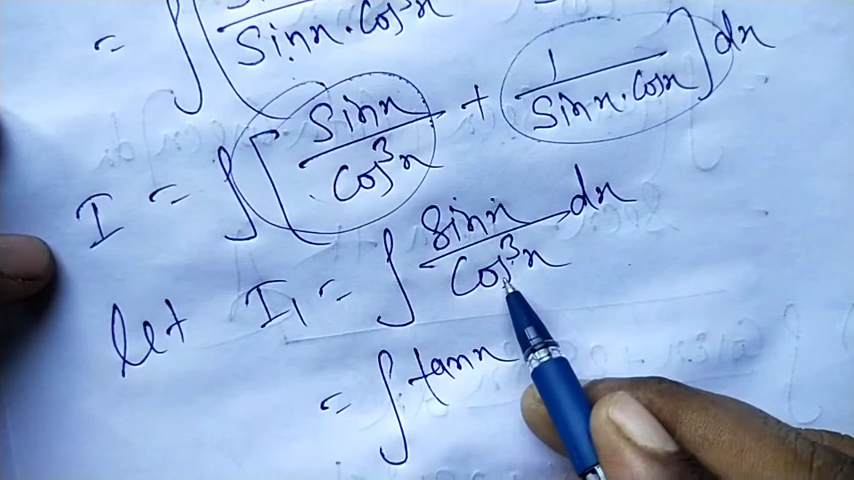 = ∫[ / Sinx·Cos³x
I = ∫[ Sinx/Cos³x + 1/Sinx·Cosx ] dx
let I₁ = ∫ Sinx/Cos³x dx
= ∫ tanx